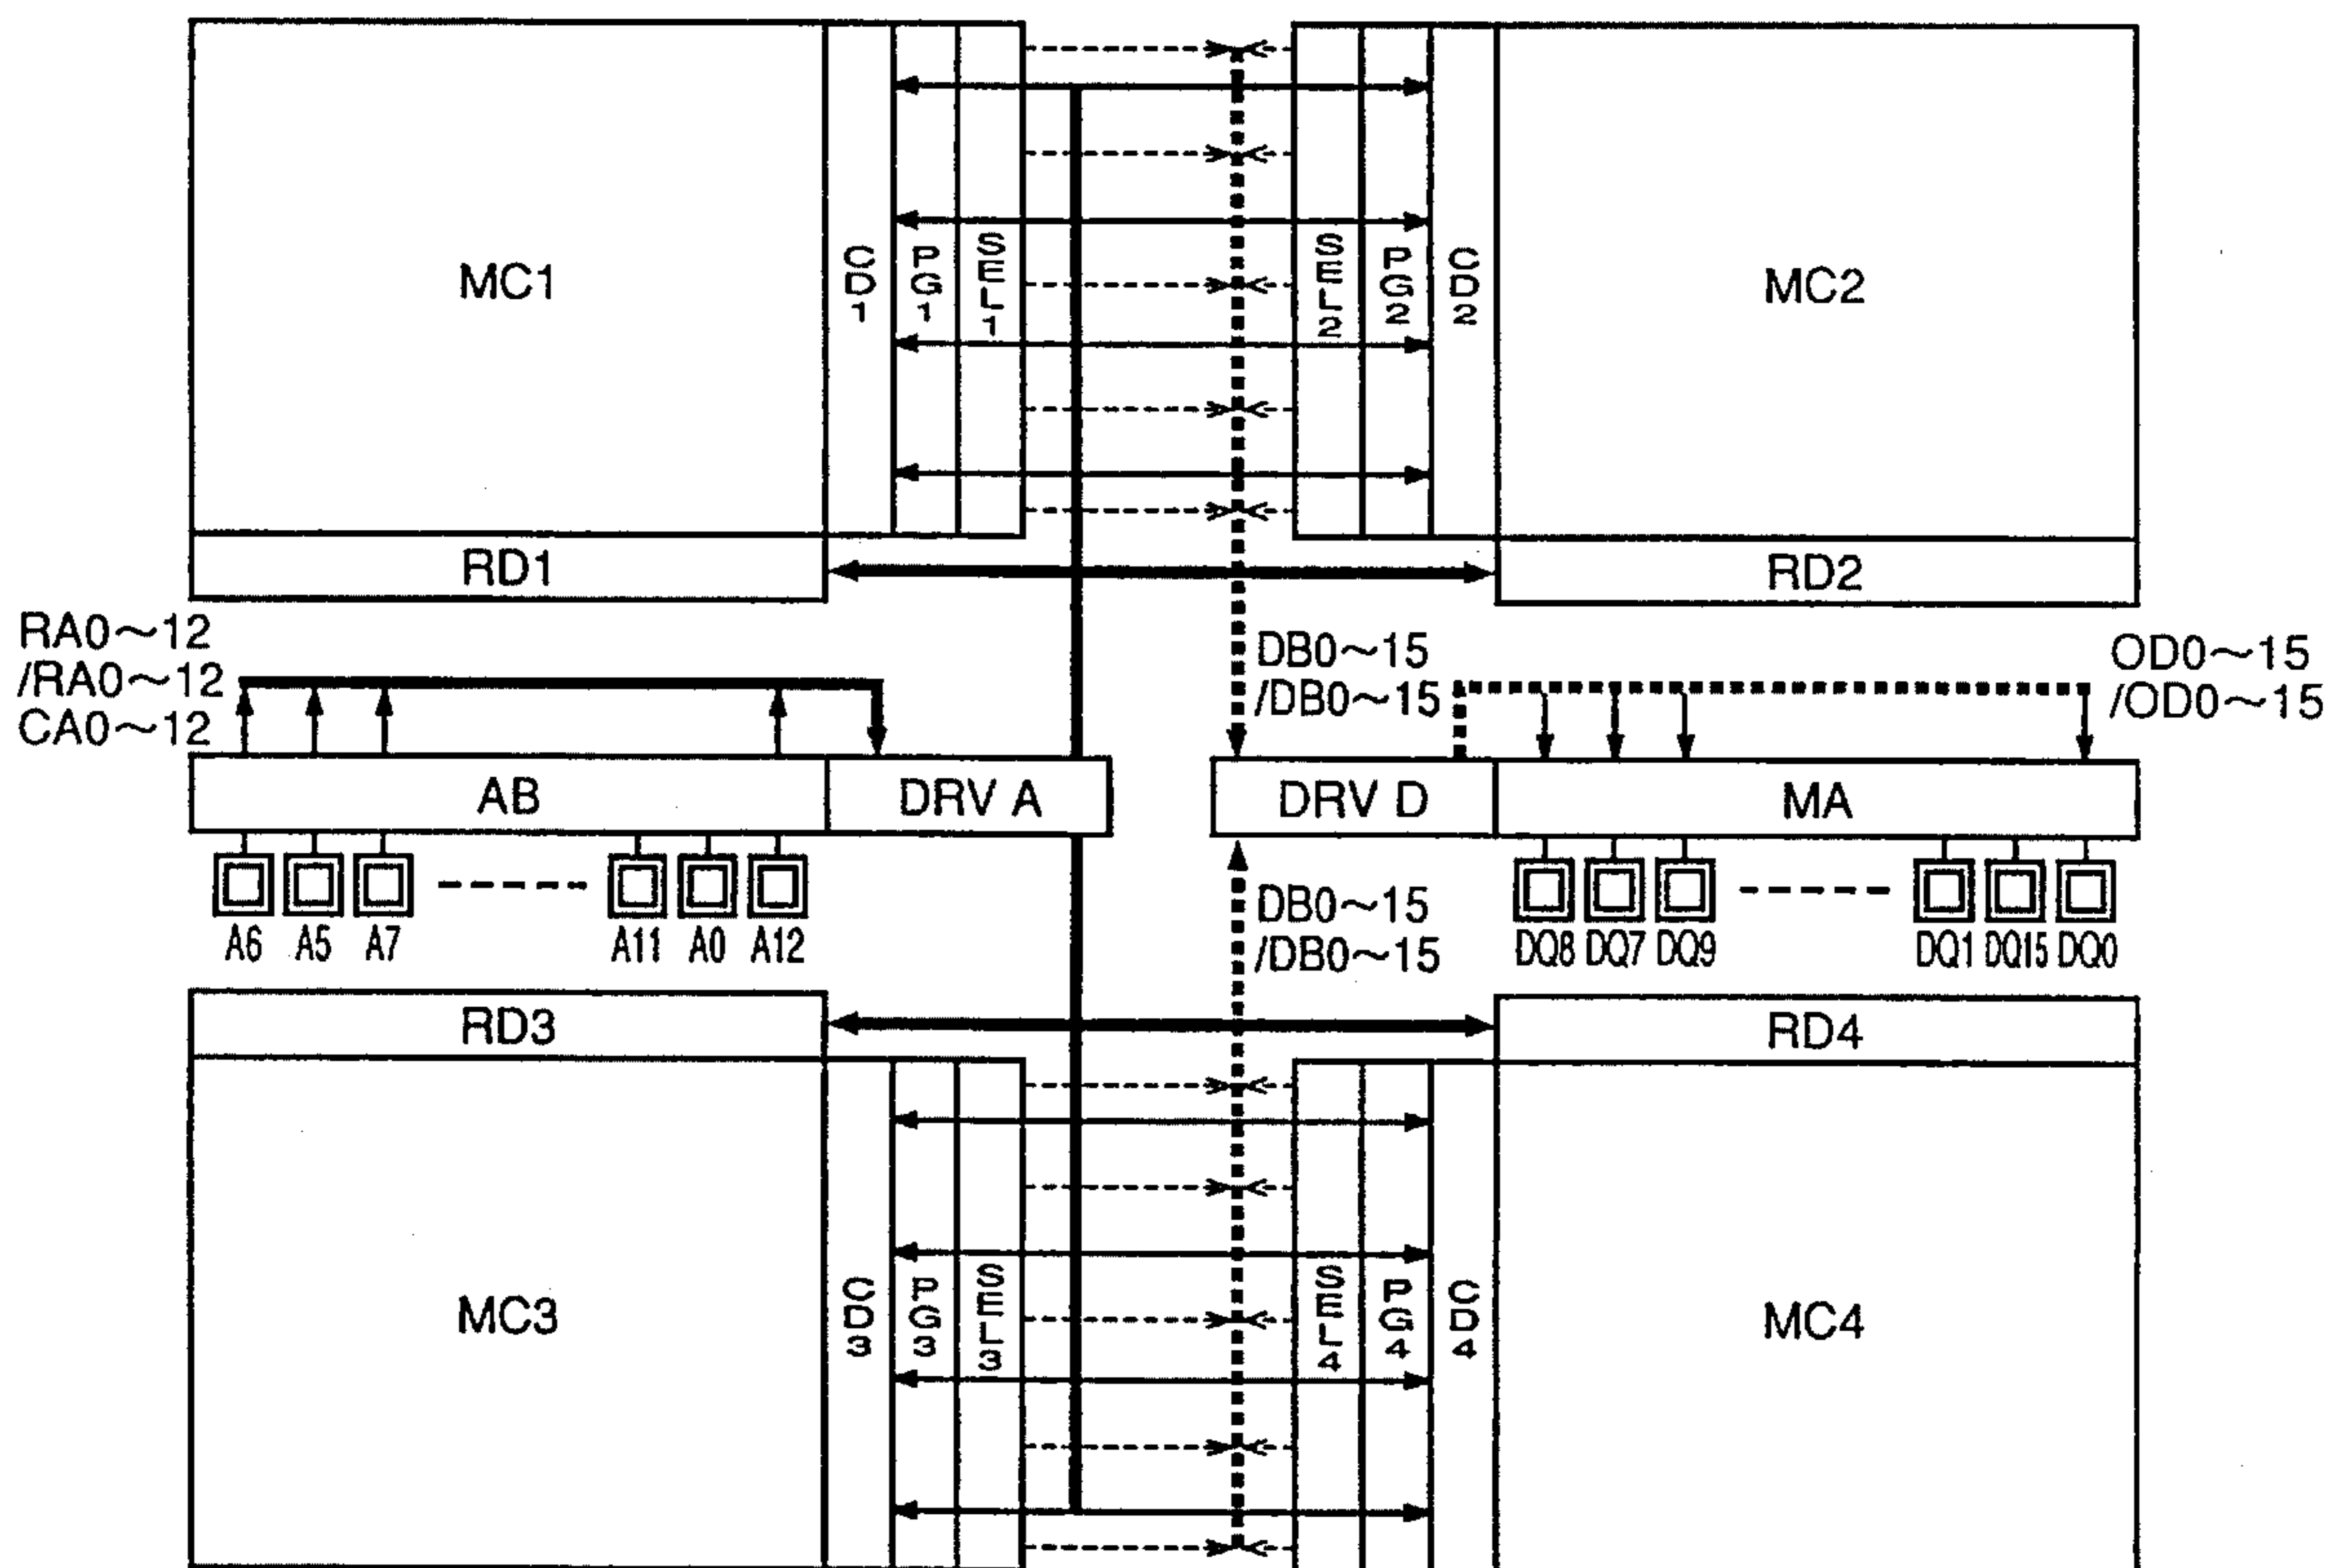 MC1
CD1
PG1
SEL1
SEL2
PG2
CD2
MC2
RD1
RD2
RA0～12
/RA0～12
CA0～12
DB0～15
/DB0～15
OD0～15
/OD0～15
AB
DRV A
DRV D
MA
A6
A5
A7
A11
A0
A12
DB0～15
/DB0～15
DQ8
DQ7
DQ9
DQ1
DQ15
DQ0
RD3
RD4
MC3
CD3
PG3
SEL3
SEL4
PG4
CD4
MC4